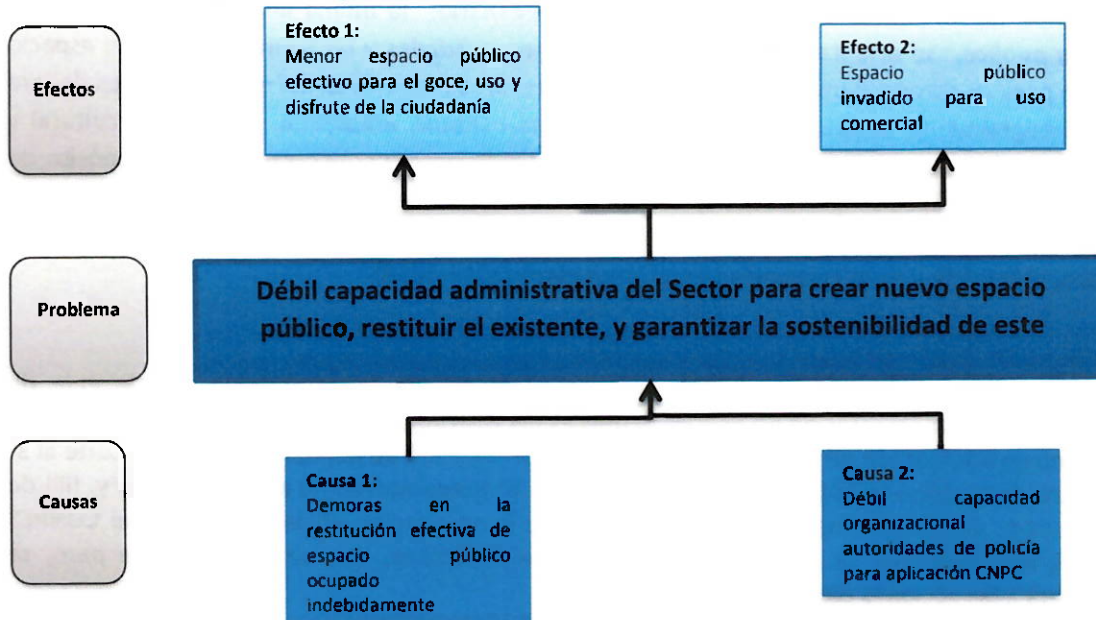 Efectos
Efecto 1:
Menor espacio público
efectivo para el goce, uso y
disfrute de la ciudadanía
Efecto 2:
Espacio público
invadido para uso
comercial
Problema
Débil capacidad administrativa del Sector para crear nuevo espacio
público, restituir el existente, y garantizar la sostenibilidad de este
Causas
Causa 1:
Demoras en la
restitución efectiva de
espacio público
ocupado
indebidamente
Causa 2:
Débil capacidad
organizacional
autoridades de policía
para aplicación CNPC